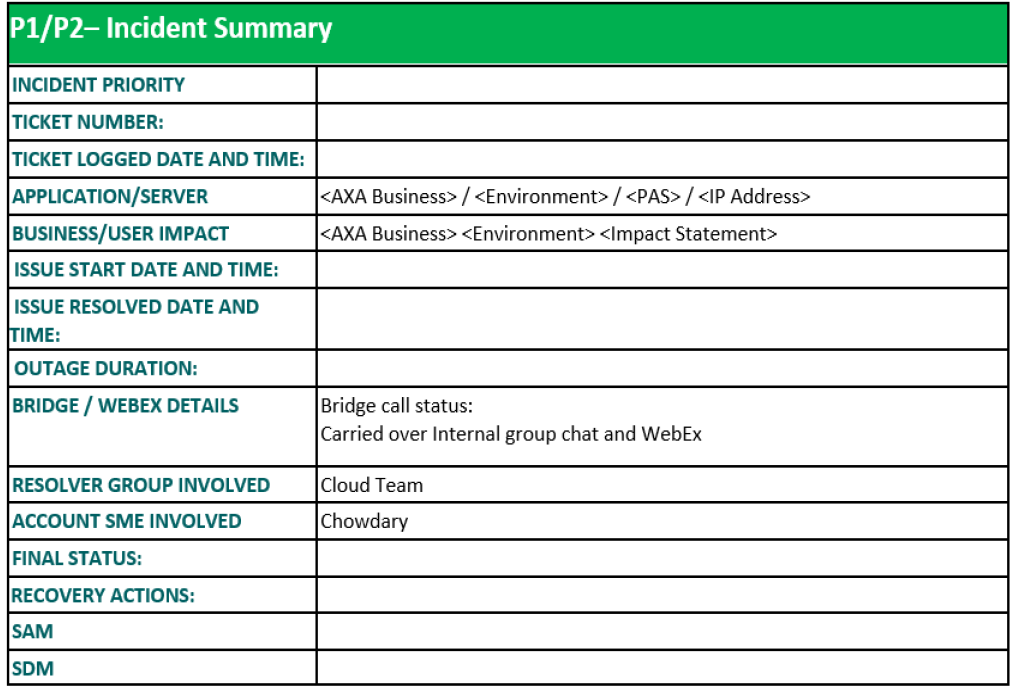 P1/P2– Incident Summary
INCIDENT PRIORITY
TICKET NUMBER:
TICKET LOGGED DATE AND TIME:
APPLICATION/SERVER
<AXA Business> / <Environment> / <PAS> / <IP Address>
BUSINESS/USER IMPACT
<AXA Business> <Environment> <Impact Statement>
ISSUE START DATE AND TIME:
ISSUE RESOLVED DATE AND
TIME:
OUTAGE DURATION:
BRIDGE / WEBEX DETAILS
Bridge call status:
Carried over Internal group chat and WebEx
RESOLVER GROUP INVOLVED
Cloud Team
ACCOUNT SME INVOLVED
Chowdary
FINAL STATUS:
RECOVERY ACTIONS:
SAM
SDM